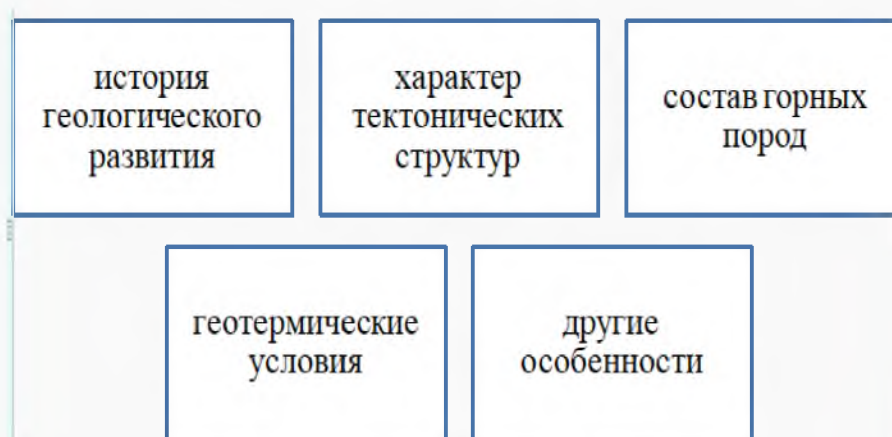 история
геологического
развития
характер
тектонических
структур
состав горных
пород
геотермические
условия
другие
особенности